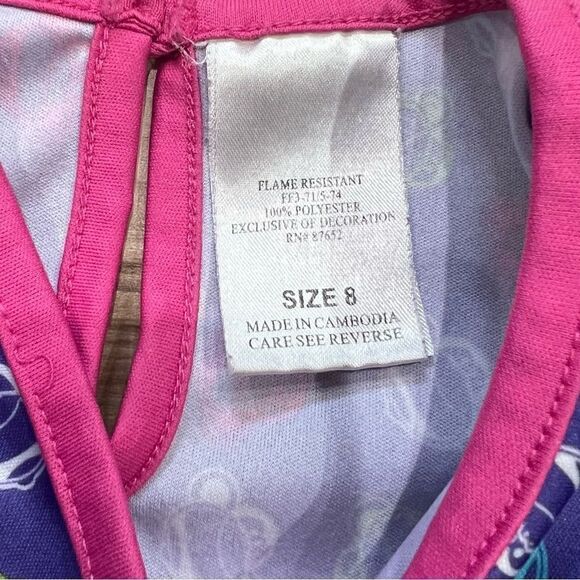 FLAME RESISTANT
FF3-71/5-74
100% POLYESTER
EXCLUSIVE OF DECORATION
RN# 87652
SIZE 8
MADE IN CAMBODIA
CARE SEE REVERSE